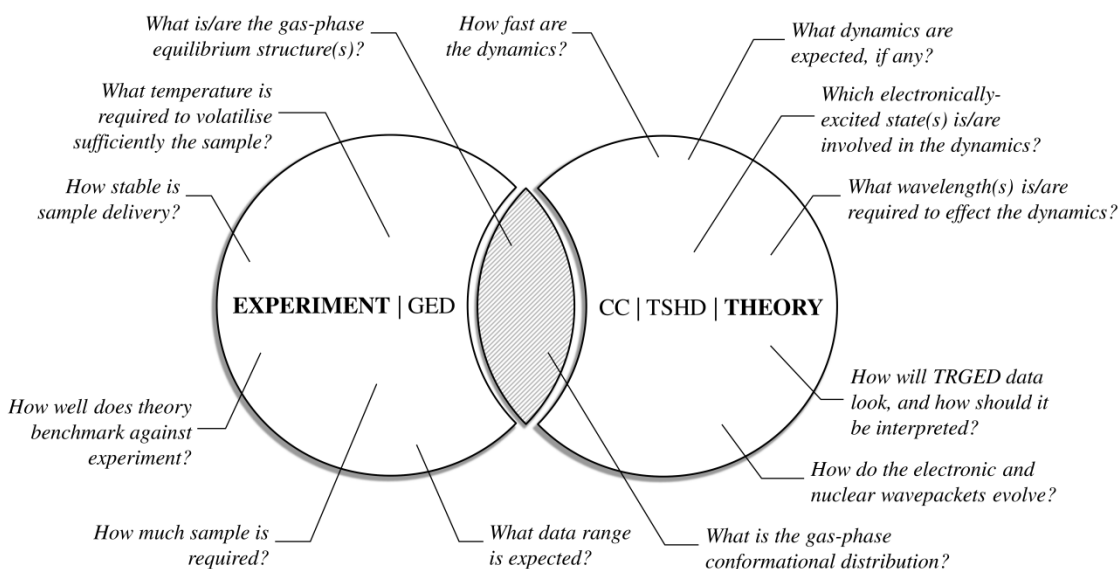 What is/are the gas-phase
equilibrium structure(s)?
How fast are
the dynamics?
What dynamics are
expected, if any?
What temperature is
required to volatilise
sufficiently the sample?
Which electronically-
excited state(s) is/are
involved in the dynamics?
How stable is
sample delivery?
What wavelength(s) is/are
required to effect the dynamics?
EXPERIMENT | GED
CC | TSHD | THEORY
How well does theory
benchmark against
experiment?
How will TRGED data
look, and how should it
be interpreted?
How do the electronic and
nuclear wavepackets evolve?
How much sample is
required?
What data range
is expected?
What is the gas-phase
conformational distribution?